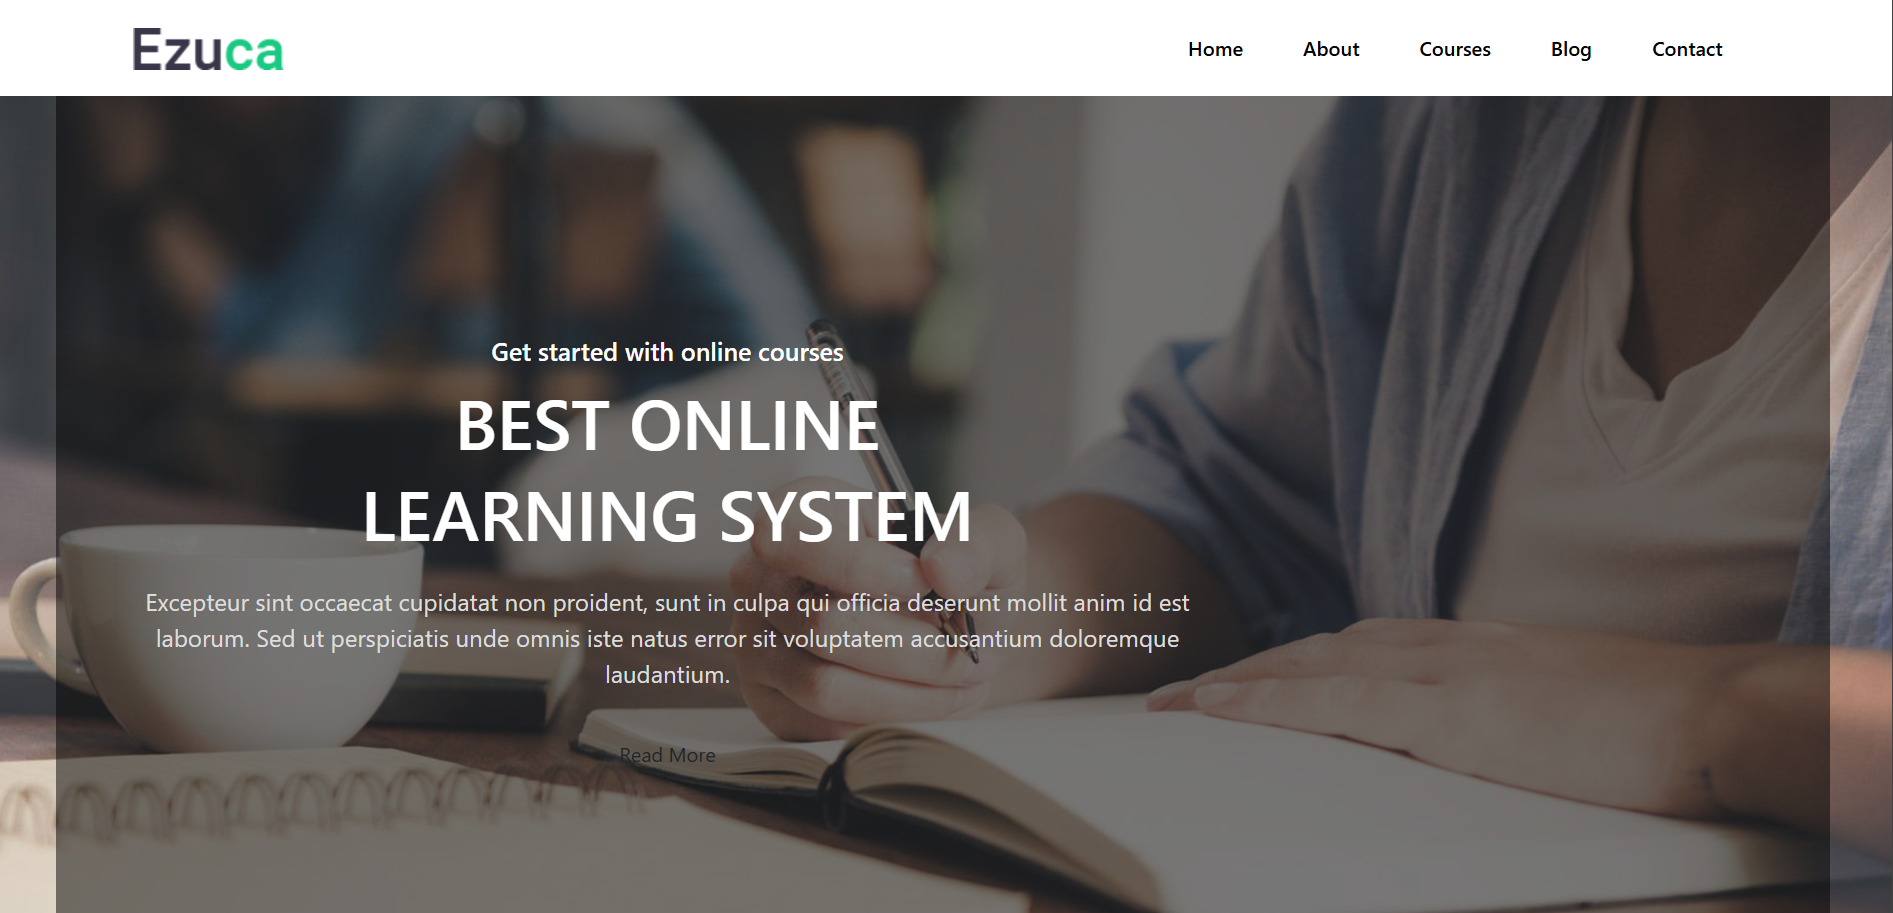 Ezuca
Home About Courses Blog Contact
Get started with online courses
BEST ONLINE
LEARNING SYSTEM
Excepteur sint occaecat cupidatat non proident, sunt in culpa qui officia deserunt mollit anim id est
laborum. Sed ut perspiciatis unde omnis iste natus error sit voluptatem accusantium doloremque
laudantium.
Read More